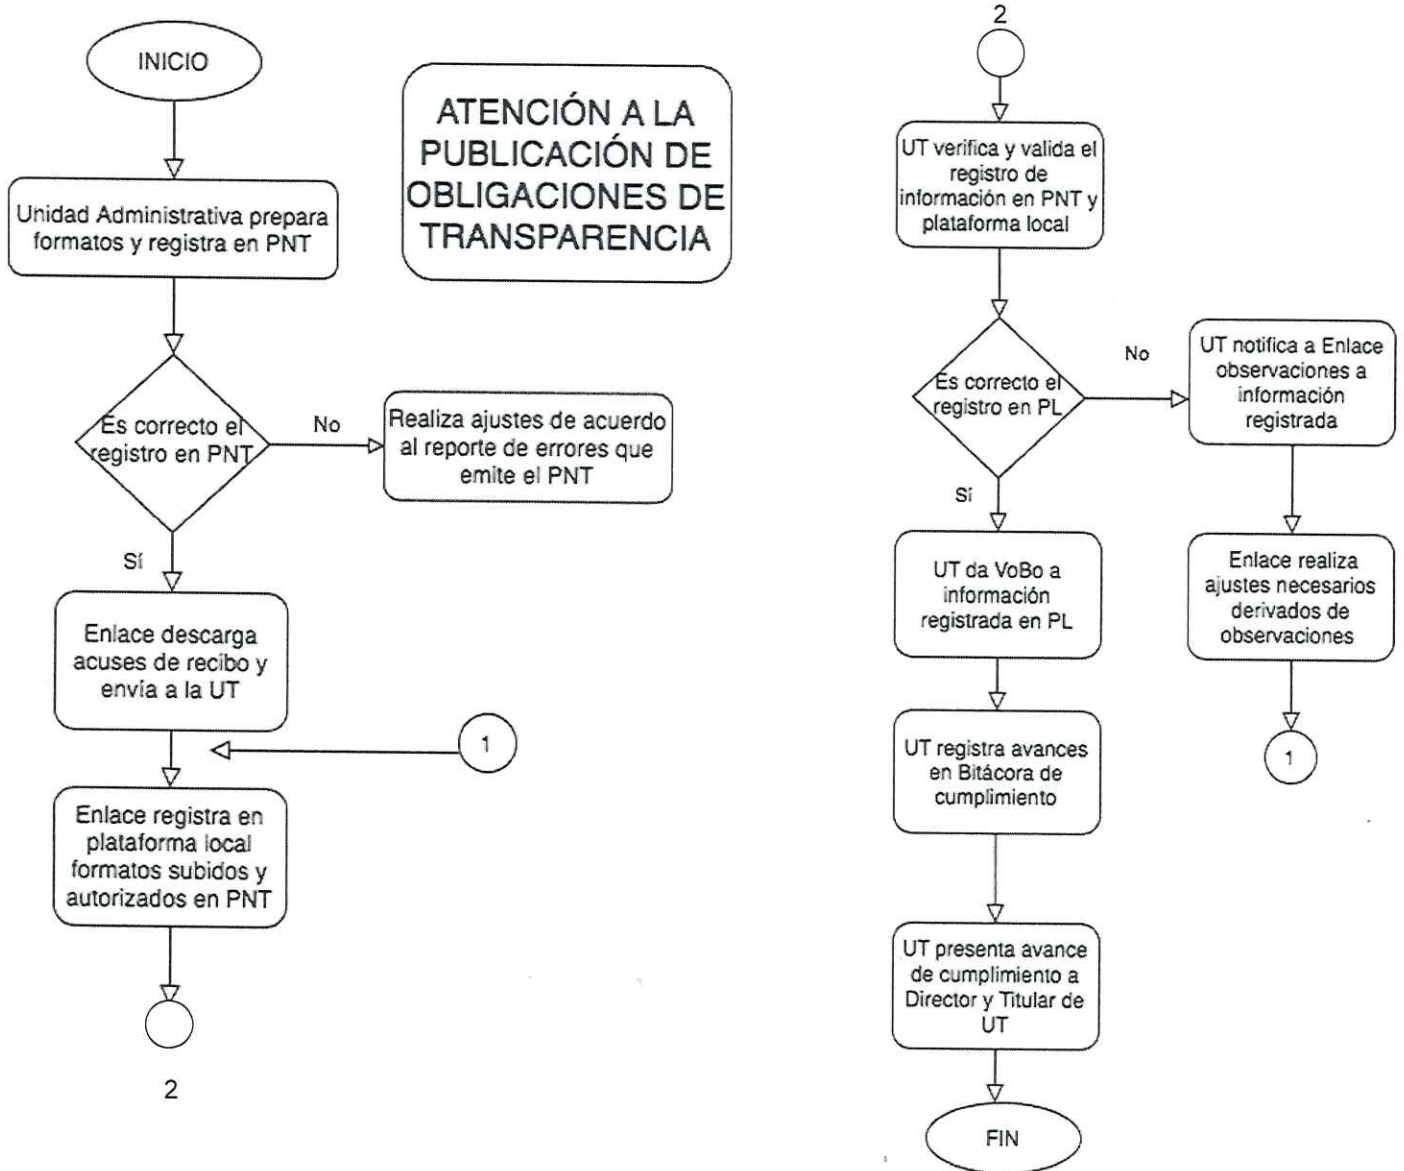 INICIO
ATENCIÓN A LA
PUBLICACIÓN DE
OBLIGACIONES DE
TRANSPARENCIA
Unidad Administrativa prepara
formatos y registra en PNT
Es correcto el
registro en PNT
No
Realiza ajustes de acuerdo
al reporte de errores que
emite el PNT
Sí
Enlace descarga
acuses de recibo y
envía a la UT
1
Enlace registra en
plataforma local
formatos subidos y
autorizados en PNT
2
2
UT verifica y valida el
registro de
información en PNT y
plataforma local
Es correcto el
registro en PL
No
UT notifica a Enlace
observaciones a
información
registrada
Enlace realiza
ajustes necesarios
derivados de
observaciones
1
Sí
UT da VoBo a
información
registrada en PL
UT registra avances
en Bitácora de
cumplimiento
UT presenta avance
de cumplimiento a
Director y Titular de
UT
FIN